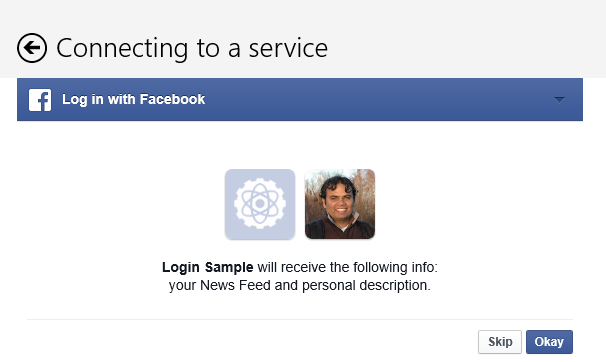 Connecting to a service
Log in with Facebook
Login Sample will receive the following info:
your News Feed and personal description.
Skip Okay